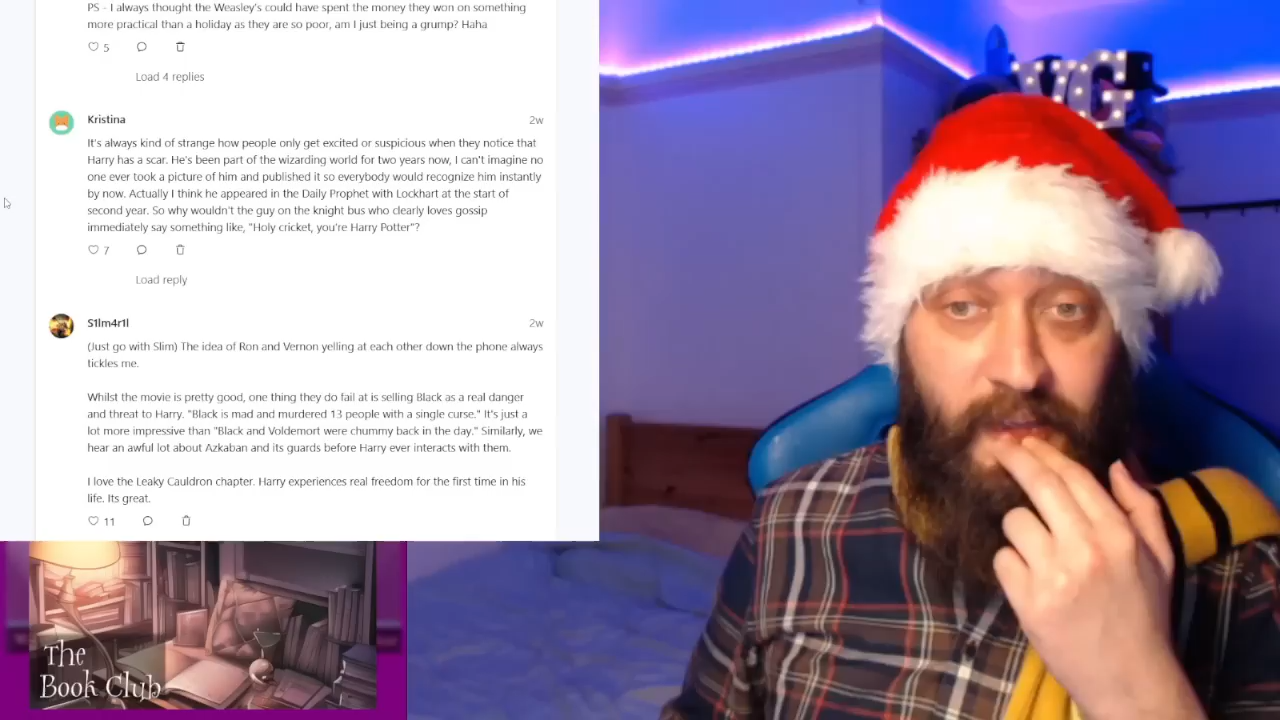 PS - I always thought the Weasley's could have spent the money they won on something
more practical than a holiday as they are so poor, am I just being a grump? Haha
5
Load 4 replies
Kristina
2w
It's always kind of strange how people only get excited or suspicious when they notice that
Harry has a scar. He's been part of the wizarding world for two years now, I can't imagine no
one ever took a picture of him and published it so everybody would recognize him instantly
by now. Actually I think he appeared in the Daily Prophet with Lockhart at the start of
second year. So why wouldn't the guy on the knight bus who clearly loves gossip
immediately say something like, "Holy cricket, you're Harry Potter"?
7
Load reply
S1lm4r1l
2w
(Just go with Slim) The idea of Ron and Vernon yelling at each other down the phone always
tickles me.
Whilst the movie is pretty good, one thing they do fail at is selling Black as a real danger
and threat to Harry. "Black is mad and murdered 13 people with a single curse." It's just a
lot more impressive than "Black and Voldemort were chummy back in the day." Similarly, we
hear an awful lot about Azkaban and its guards before Harry ever interacts with them.
I love the Leaky Cauldron chapter. Harry experiences real freedom for the first time in his
life. Its great.
11
The
Book Club
VG